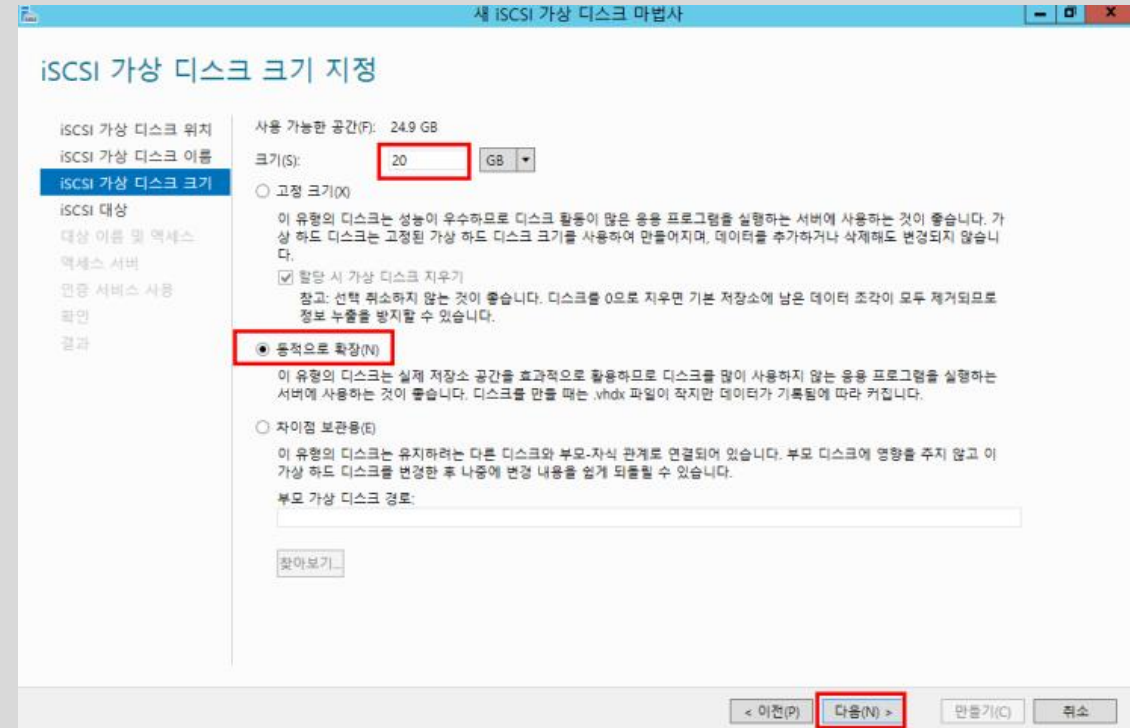 새 iSCSI 가상 디스크 마법사
iSCSI 가상 디스크 크기 지정
iSCSI 가상 디스크 위치
iSCSI 가상 디스크 이름
iSCSI 가상 디스크 크기
iSCSI 대상
대상 이름 및 액세스
액세스 서버
인증 서비스 사용
확인
결과
사용 가능한 공간(F): 24.9 GB
크기(S): 20 GB
고정 크기(X)
이 유형의 디스크는 성능이 우수하므로 디스크 활동이 많은 응용 프로그램을 실행하는 서버에 사용하는 것이 좋습니다. 가
상 하드 디스크는 고정된 가상 하드 디스크 크기를 사용하여 만들어지며, 데이터를 추가하거나 삭제해도 변경되지 않습니
다.
할당 시 가상 디스크 지우기
참고: 선택 취소하지 않는 것이 좋습니다. 디스크를 0으로 지우면 기본 저장소에 남은 데이터 조각이 모두 제거되므로
정보 누출을 방지할 수 있습니다.
동적으로 확장(N)
이 유형의 디스크는 실제 저장소 공간을 효과적으로 활용하므로 디스크를 많이 사용하지 않는 응용 프로그램을 실행하는
서버에 사용하는 것이 좋습니다. 디스크를 만들 때는 .vhdx 파일이 작지만 데이터가 기록됨에 따라 커집니다.
차이점 보관용(E)
이 유형의 디스크는 유지하려는 다른 디스크와 부모-자식 관계로 연결되어 있습니다. 부모 디스크에 영향을 주지 않고 이
가상 하드 디스크를 변경한 후 나중에 변경 내용을 쉽게 되돌릴 수 있습니다.
부모 가상 디스크 경로:
찾아보기...
< 이전(P) 다음(N) > 만들기(C) 취소